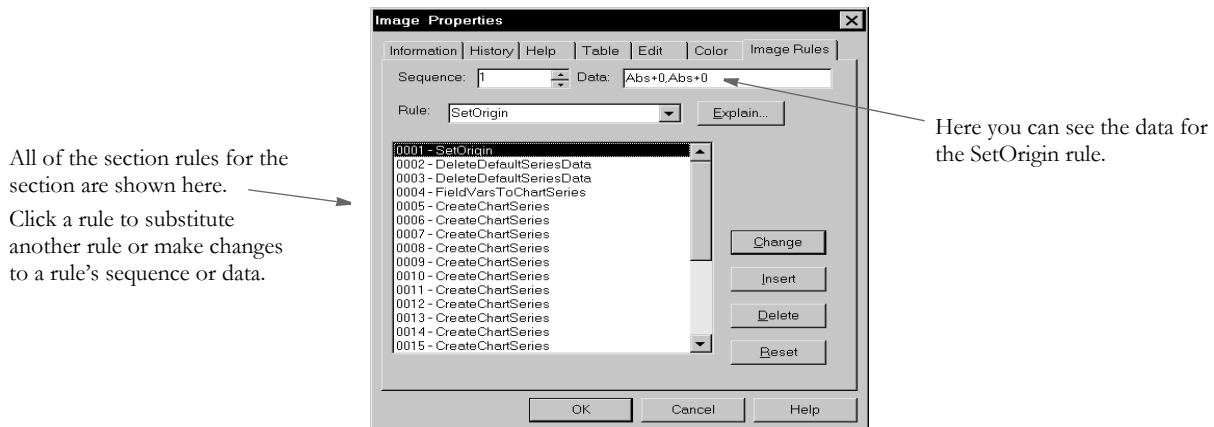 Image Properties
Information History Help Table Edit Color Image Rules
Sequence: 1 Data: Abs+0,Abs+0
Rule: SetOrigin Explain...
0001 - SetOrigin
0002 - DeleteDefaultSeriesData
0003 - DeleteDefaultSeriesData
0004 - FieldVarsToChartSeries
0005 - CreateChartSeries
0006 - CreateChartSeries
0007 - CreateChartSeries
0008 - CreateChartSeries
0009 - CreateChartSeries
0010 - CreateChartSeries
0011 - CreateChartSeries
0012 - CreateChartSeries
0013 - CreateChartSeries
0014 - CreateChartSeries
0015 - CreateChartSeries
Change
Insert
Delete
Reset
OK Cancel Help
All of the section rules for the
section are shown here.
Click a rule to substitute
another rule or make changes
to a rule's sequence or data.
Here you can see the data for
the SetOrigin rule.